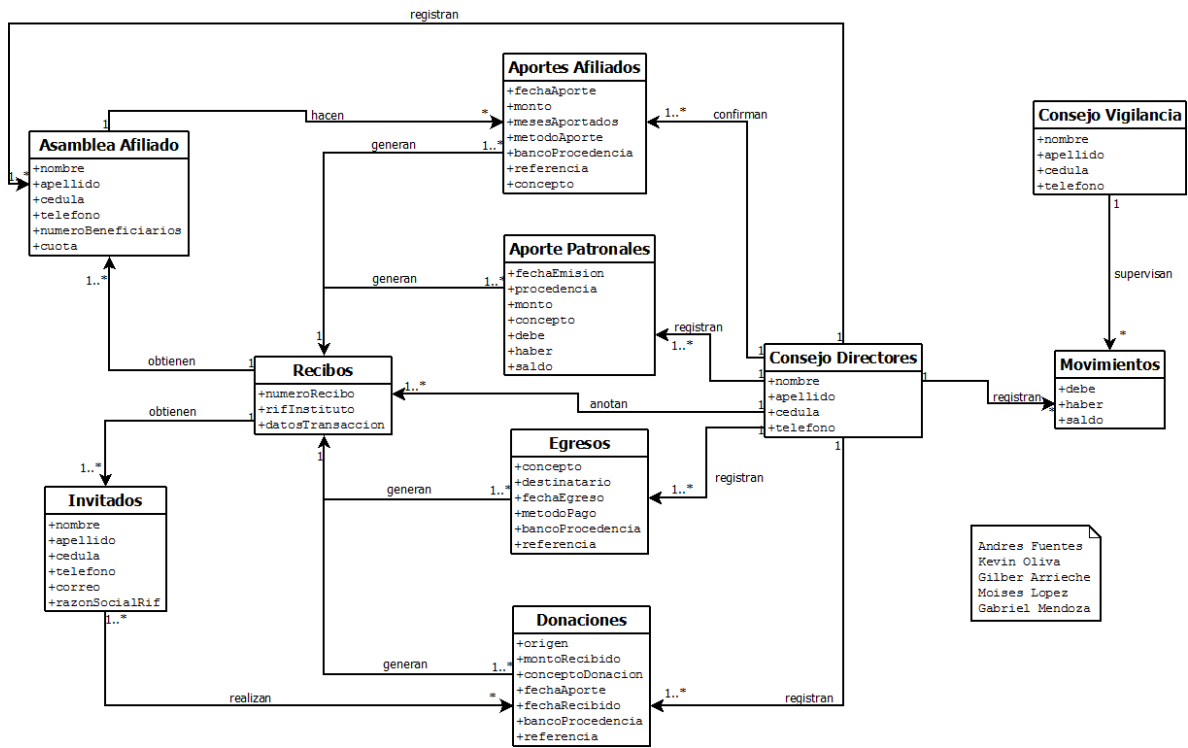 registran
Aportes Afiliados
+fechaAporte
+monto
+mesesAportados
+metodoAporte
+bancoProcedencia
+referencia
+concepto
1
hacen
*
1..*
confirman
generan
1..*
Asamblea Afiliado
+nombre
+apellido
+cedula
+telefono
+numeroBeneficiarios
+cuota
1..*
1..*
Consejo Vigilancia
+nombre
+apellido
+cedula
+telefono
1
supervisan
*
Aporte Patronales
+fechaEmision
+procedencia
+monto
+concepto
+debe
+haber
+saldo
generan
1..*
registran
1..*
1
Consejo Directores
+nombre
+apellido
+cedula
+telefono
1
1
1
1
1
1
1
registran
*
Movimientos
+debe
+haber
+saldo
1
Recibos
+numeroRecibo
+rifInstituto
+datosTransaccion
obtienen
1
obtienen
1
1..*
anotan
1
1..*
Invitados
+nombre
+apellido
+cedula
+telefono
+correo
+razonSocialRif
1..*
Egresos
+concepto
+destinatario
+fechaEgreso
+metodoPago
+bancoProcedencia
+referencia
generan
1..*
1..*
registran
Andres Fuentes
Kevin Oliva
Gilber Arrieche
Moises Lopez
Gabriel Mendoza
Donaciones
+origen
+montoRecibido
+conceptoDonacion
+fechaAporte
+fechaRecibido
+bancoProcedencia
+referencia
generan
1..*
realizan
*
1..*
registran